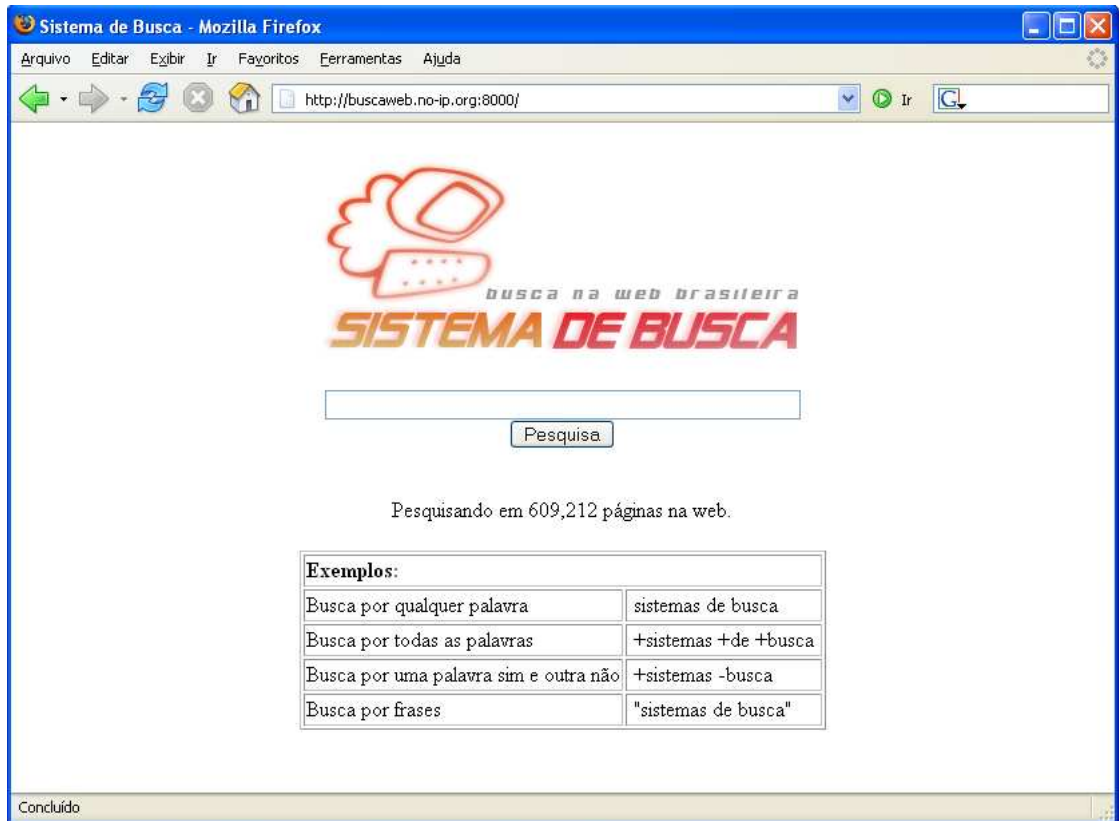 Sistema de Busca - Mozilla Firefox
Arquivo Editar Exibir Ir Favoritos Ferramentas Ajuda
http://buscaweb.no-ip.org:8000/ Ir G
busca na web brasileira
SISTEMA DE BUSCA
Pesquisa
Pesquisando em 609,212 páginas na web.
Exemplos:
Busca por qualquer palavra sistemas de busca
Busca por todas as palavras +sistemas +de +busca
Busca por uma palavra sim e outra não +sistemas -busca
Busca por frases "sistemas de busca"
Concluído